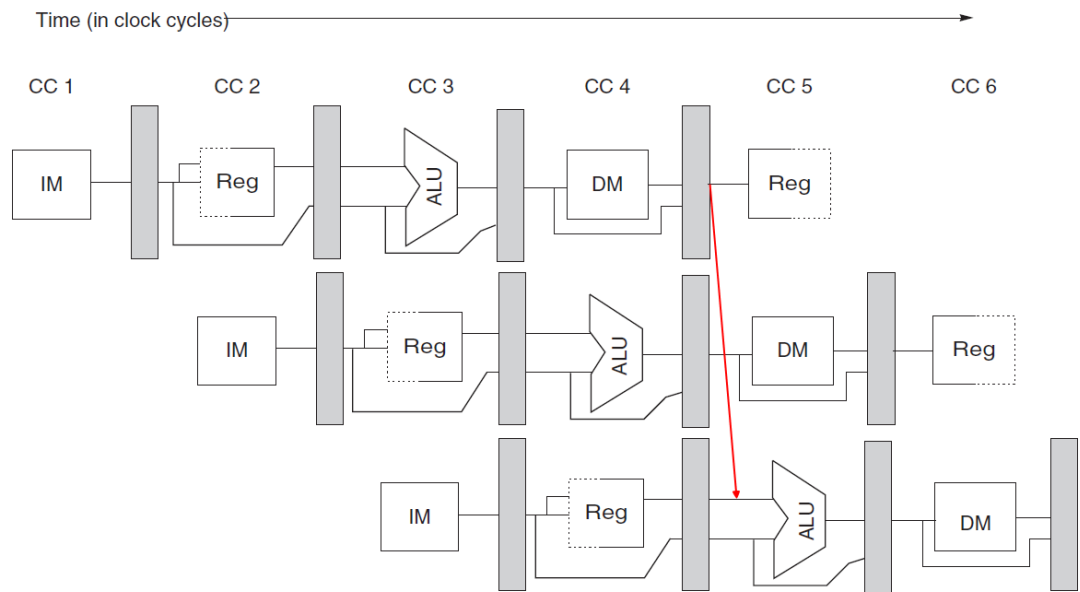 Time (in clock cycles)
CC 1 CC 2 CC 3 CC 4 CC 5 CC 6
IM Reg ALU DM Reg
IM Reg ALU DM Reg
IM Reg ALU DM